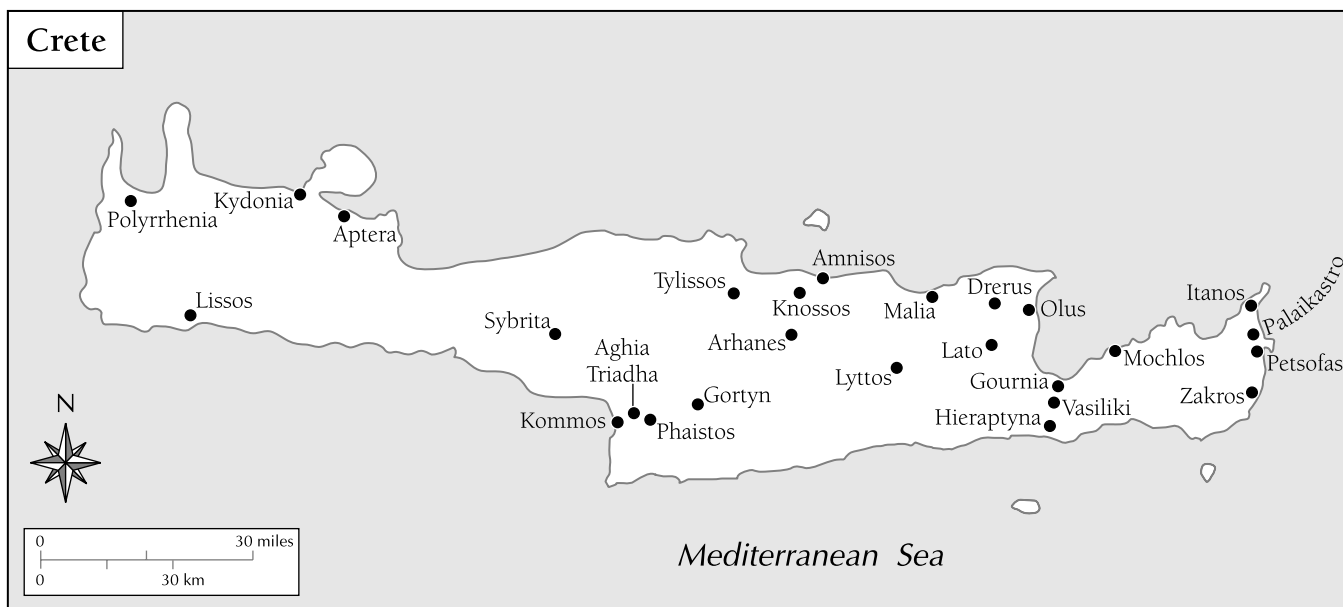 Crete
Kydonia
Polyrrhenia
Aptera
Lissos
Amnisos
Tylissos
Knossos
Malia
Drerus
Olus
Itanos
Palaikastro
Sybrita
Arhanes
Aghia
Triadha
Lato
Mochlos
Petsofas
Lyttos
Gournia
Gortyn
Zakros
Vasiliki
Kommos
Phaistos
Hieraptyna
N
0 30 miles
0 30 km
Mediterranean Sea